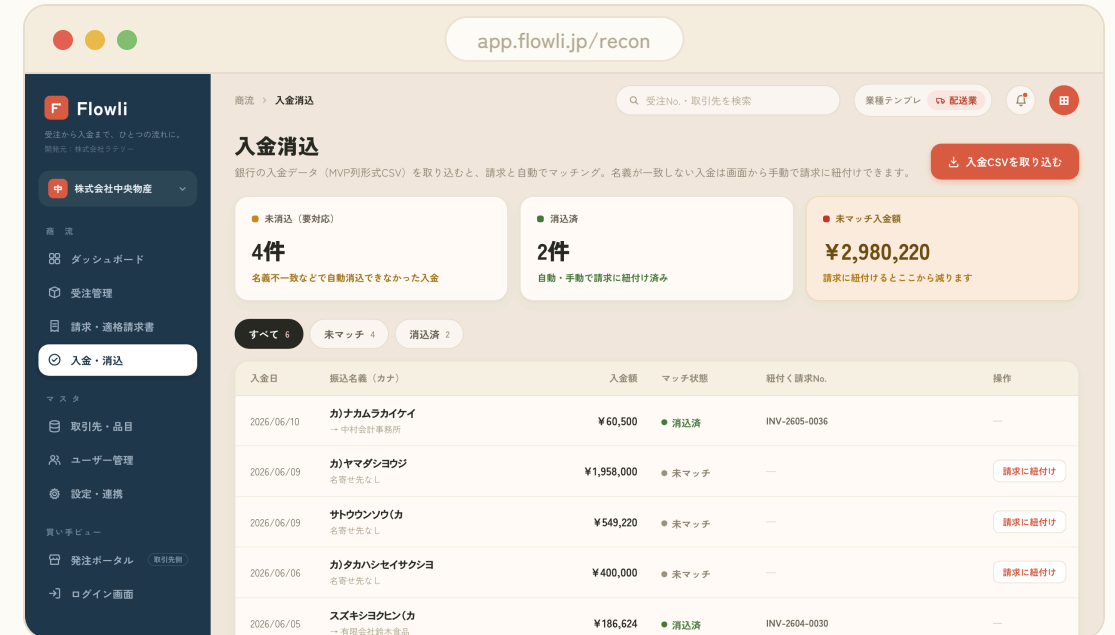 app.flowli.jp/recon
Flowli
受注から入金まで、ひとつの流れに。
開発元：株式会社ラテリー
中 株式会社中央物産
商 流
ダッシュボード
受注管理
請求・適格請求書
入金・消込
マスタ
取引先・品目
ユーザー管理
設定・連携
買い手ビュー
発注ポータル 取引先側
ログイン画面
商流 › 入金消込
受注No.・取引先を検索
業種テンプレ 配送業
入金消込
銀行の入金データ（MVP列形式CSV）を取り込むと、請求と自動でマッチング。名義が一致しない入金は画面から手動で請求に紐付けできます。
入金CSVを取り込む
未消込（要対応）
4件
名義不一致などで自動消込できなかった入金
消込済
2件
自動・手動で請求に紐付け済み
未マッチ入金額
¥2,980,220
請求に紐付けるとここから減ります
すべて 6 未マッチ 4 消込済 2
入金日 振込名義（カナ） 入金額 マッチ状態 紐付く請求No. 操作
2026/06/10 カ)ナカムラカイケイ ¥60,500 消込済 INV-2605-0036 —
→ 中村会計事務所
2026/06/09 カ)ヤマダシヨウジ ¥1,958,000 未マッチ — 請求に紐付け
名寄せ先なし
2026/06/09 サトウウンソウ(カ ¥549,220 未マッチ — 請求に紐付け
名寄せ先なし
2026/06/06 カ)タカハシセイサクシヨ ¥400,000 未マッチ — 請求に紐付け
名寄せ先なし
2026/06/05 スズキシヨクヒン(カ ¥186,624 消込済 INV-2604-0030 —
→ 有限会社鈴木食品